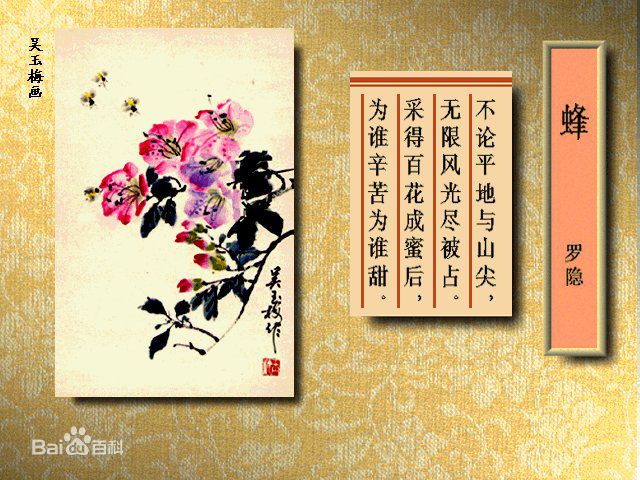 蜂
罗隐
不论平地与山尖，
无限风光尽被占。
采得百花成蜜后，
为谁辛苦为谁甜。
吴玉梅画
吴玉梅作
Bai百科